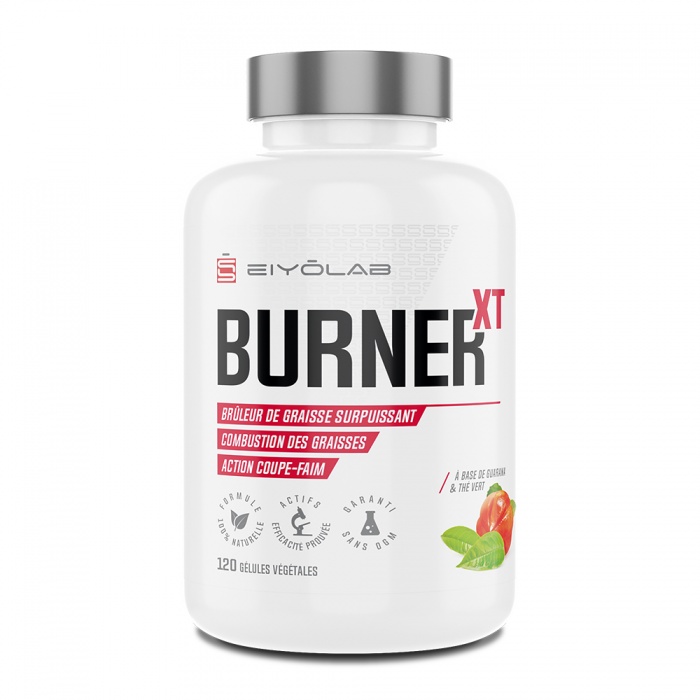 EIYŌLAB
BURNER XT
BRÛLEUR DE GRAISSE SURPUISSANT
COMBUSTION DES GRAISSES
ACTION COUPE-FAIM
À BASE DE GUARANA
& THÉ VERT
FORMULE
100% NATURELLE
ACTIFS
EFFICACITÉ PROUVÉE
GARANTI
SANS OGM
120 GÉLULES VÉGÉTALES